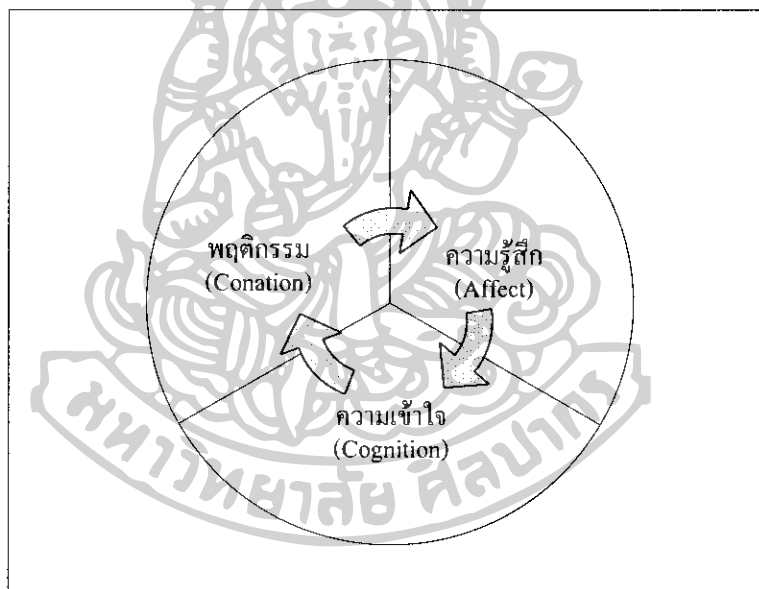 พฤติกรรม
(Conation)
ความรู้สึก
(Affect)
ความเข้าใจ
(Cognition)
มหาวิทยาลัย ศิลปากร